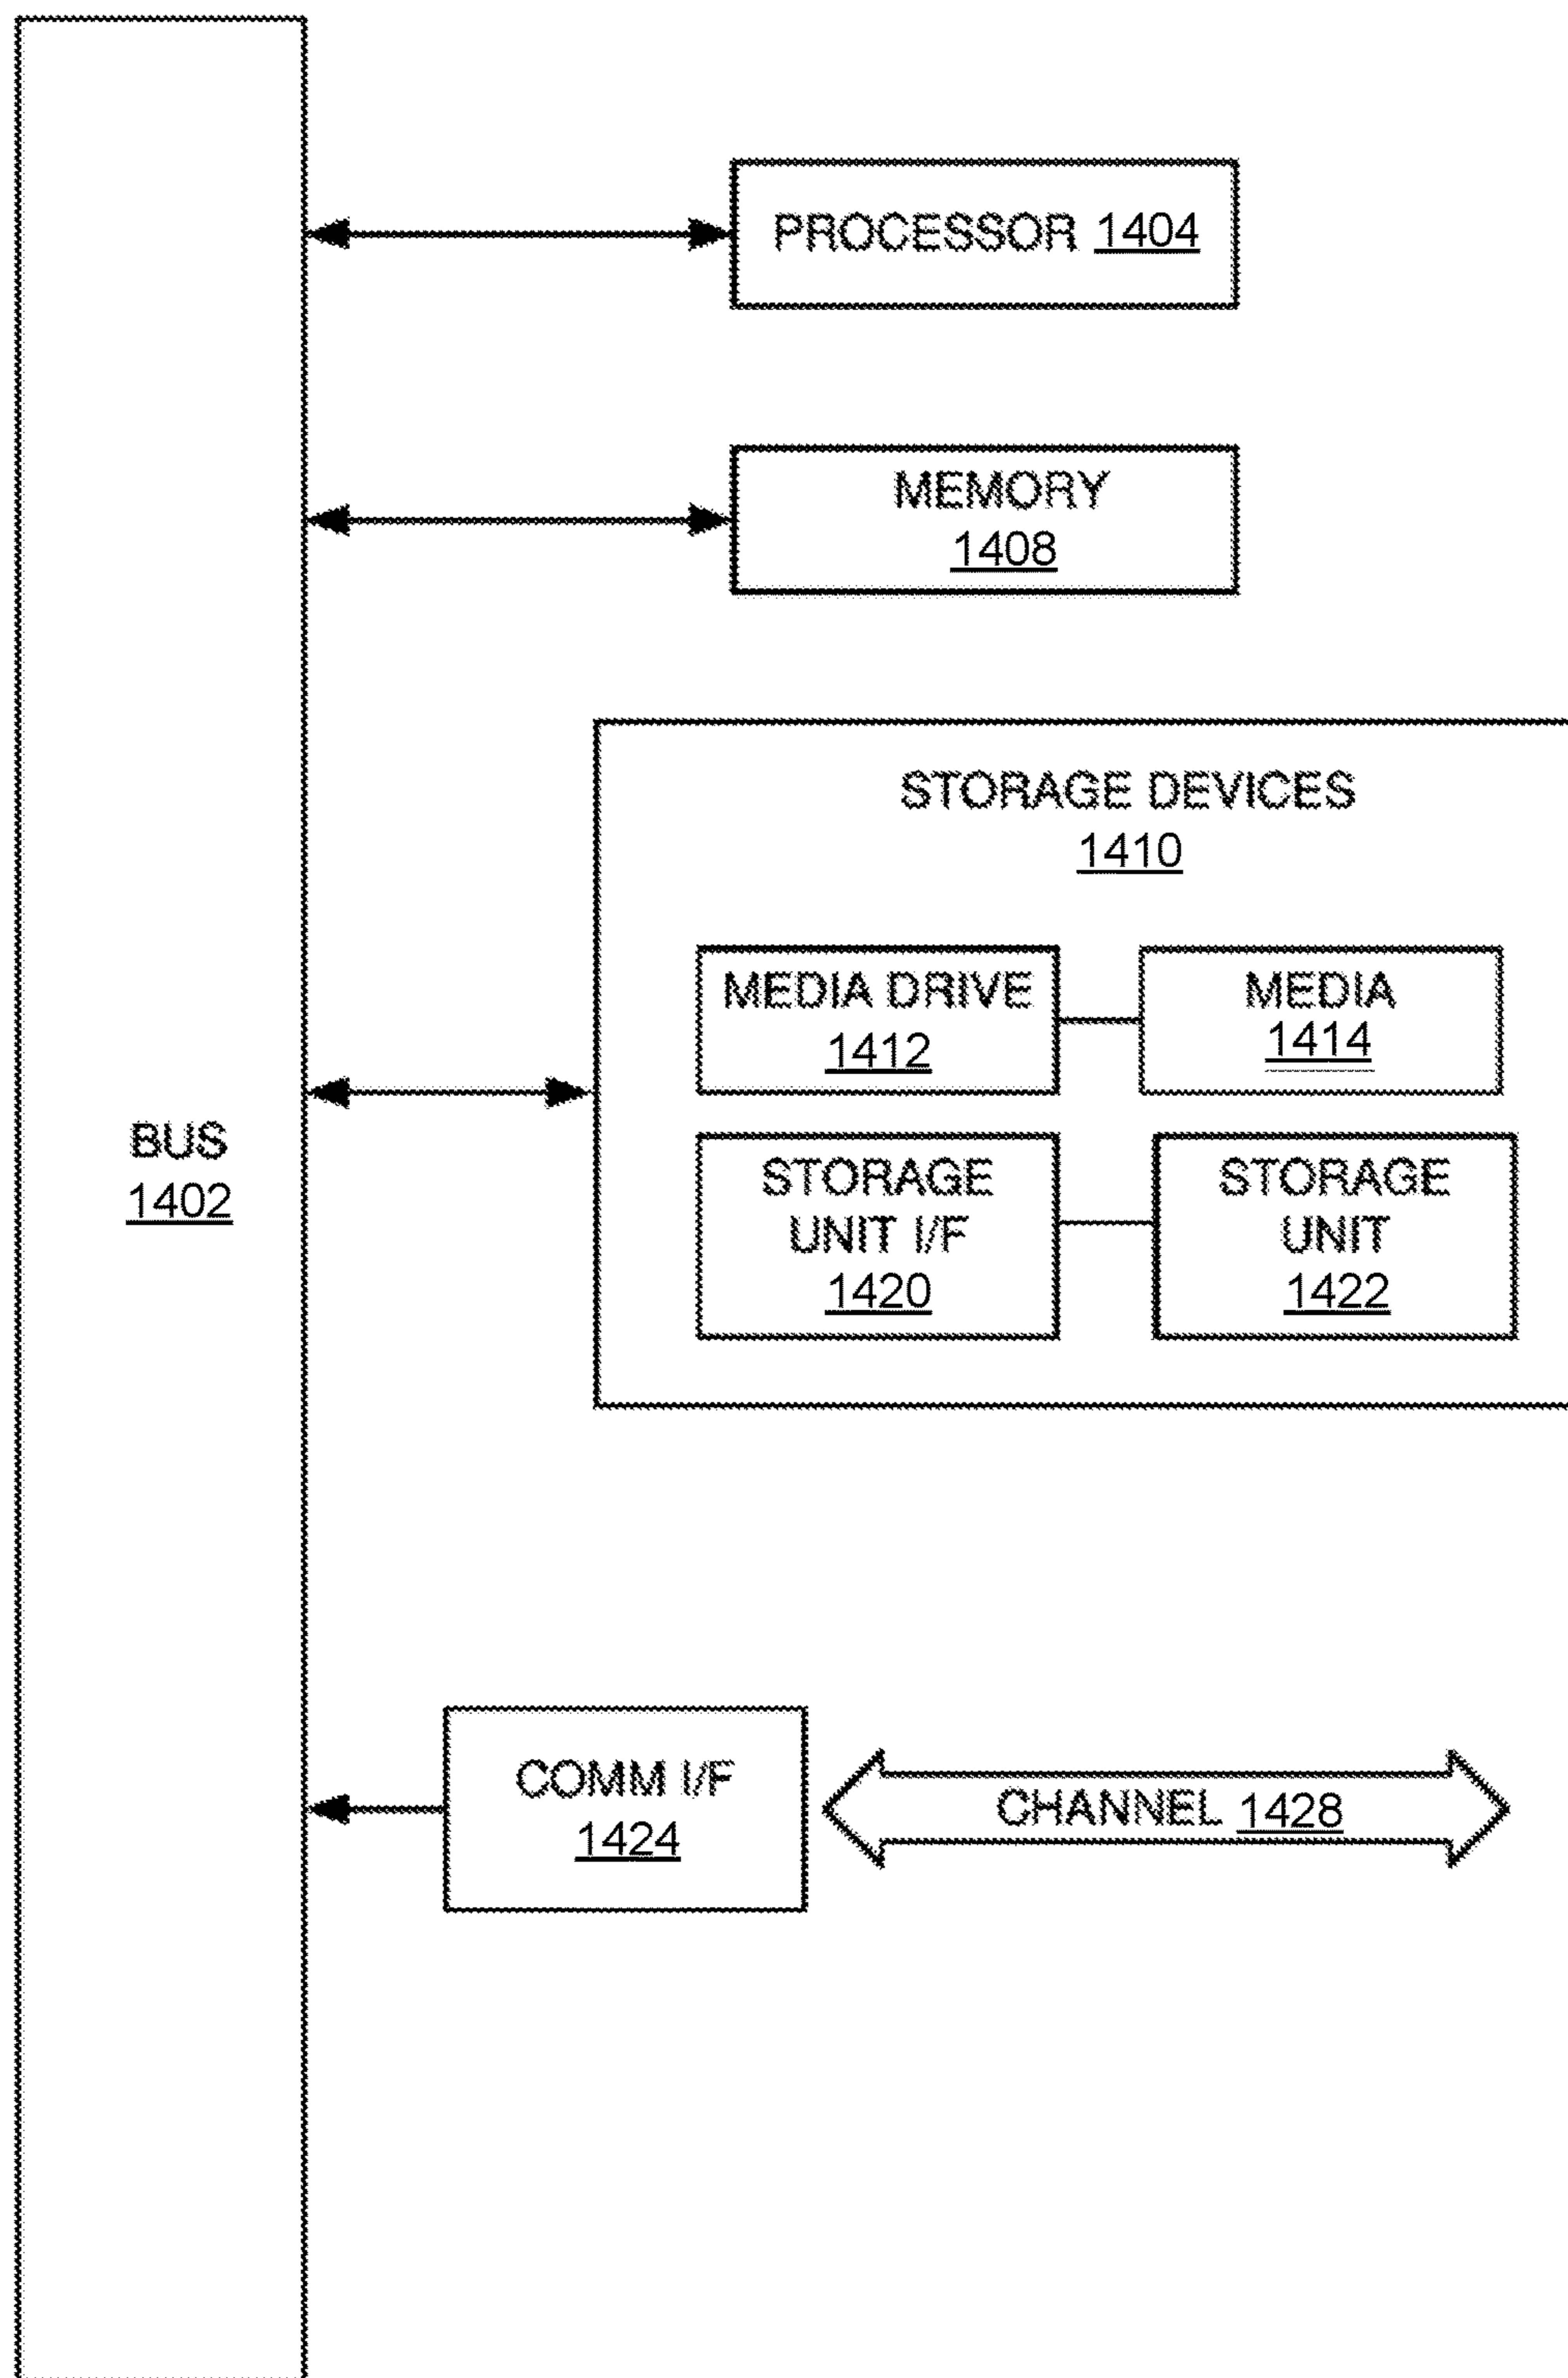 PROCESSOR 1404
MEMORY
1408
STORAGE DEVICES
1410
MEDIA DRIVE
1412
MEDIA
1414
BUS
1402
STORAGE
UNIT I/F
1420
STORAGE
UNIT
1422
COMM I/F
1424
CHANNEL 1428